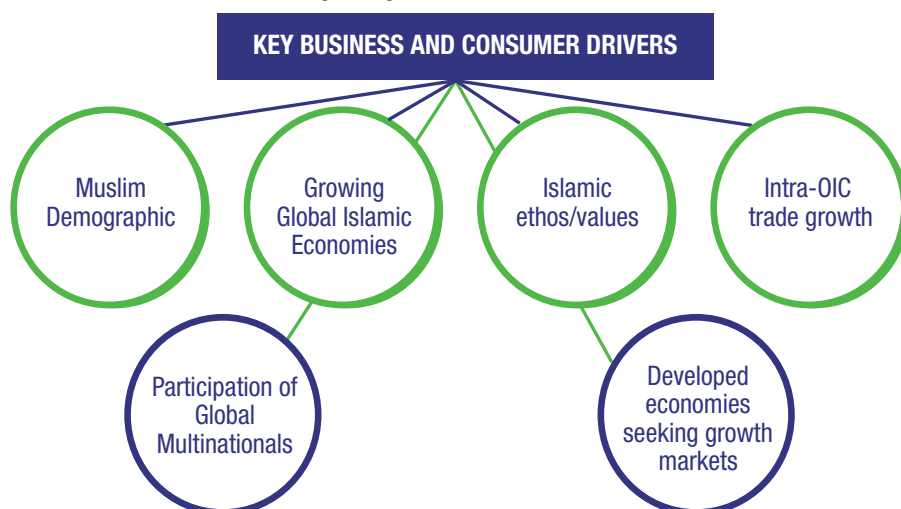 KEY BUSINESS AND CONSUMER DRIVERS
Muslim
Demographic
Growing
Global Islamic
Economies
Islamic
ethos/values
Intra-OIC
trade growth
Participation of
Global
Multinationals
Developed
economies
seeking growth
markets